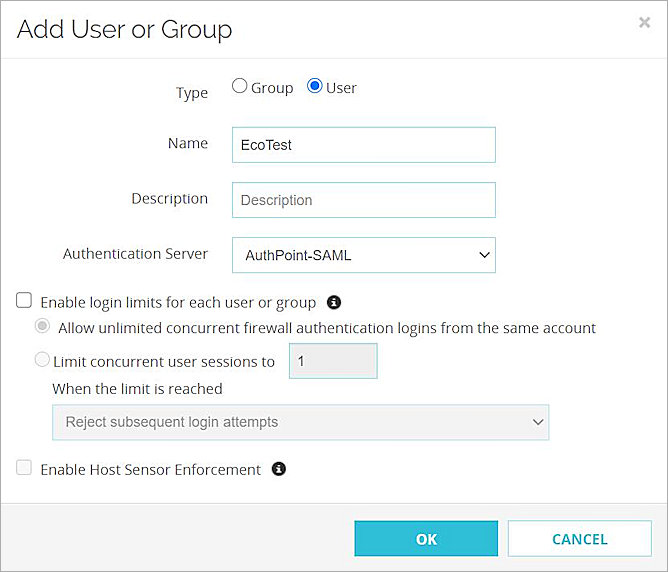 Add User or Group
×
Type Group User
Name EcoTest
Description Description
Authentication Server AuthPoint-SAML
Enable login limits for each user or group i
Allow unlimited concurrent firewall authentication logins from the same account
Limit concurrent user sessions to 1
When the limit is reached
Reject subsequent login attempts
Enable Host Sensor Enforcement i
OK CANCEL